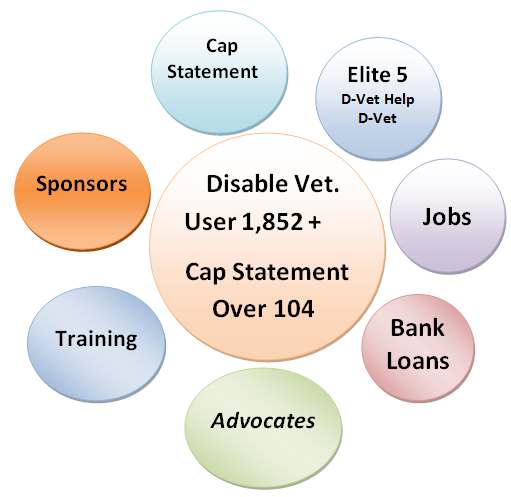 Cap
Statement
Elite 5
D-Vet Help
D-Vet
Sponsors
Disable Vet.
User 1,852 +
Cap Statement
Over 104
Jobs
Training
Bank
Loans
Advocates